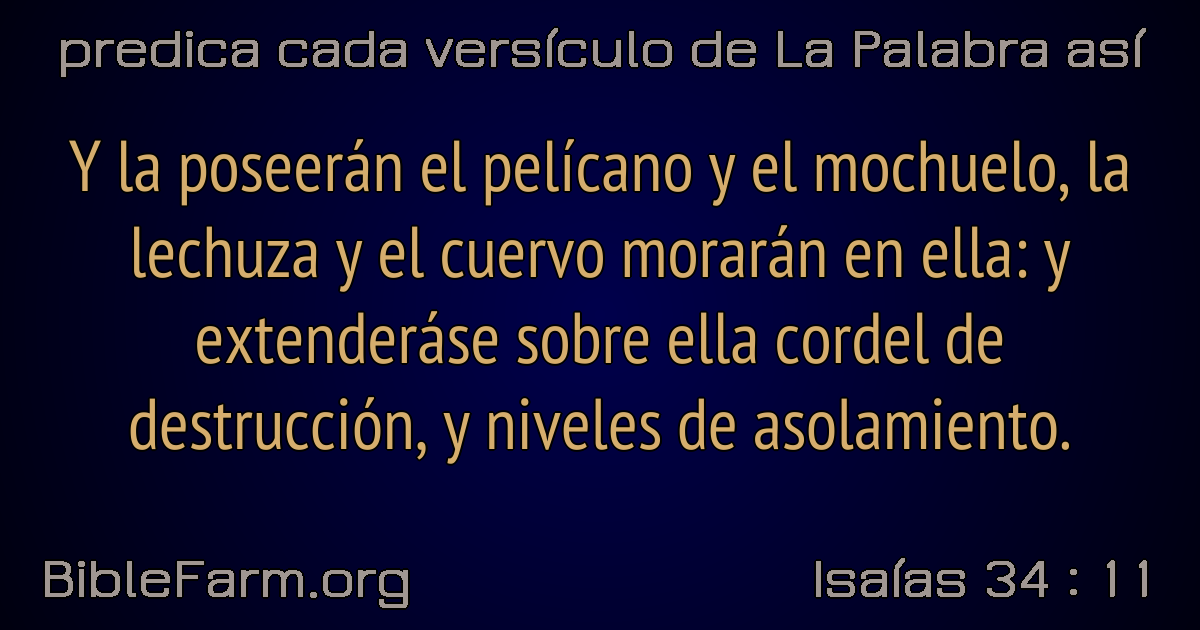 predica cada versículo de La Palabra así
Y la poseerán el pelícano y el mochuelo, la
lechuza y el cuervo morarán en ella: y
extenderáse sobre ella cordel de
destrucción, y niveles de asolamiento.
BibleFarm.org
Isaías 34 : 11